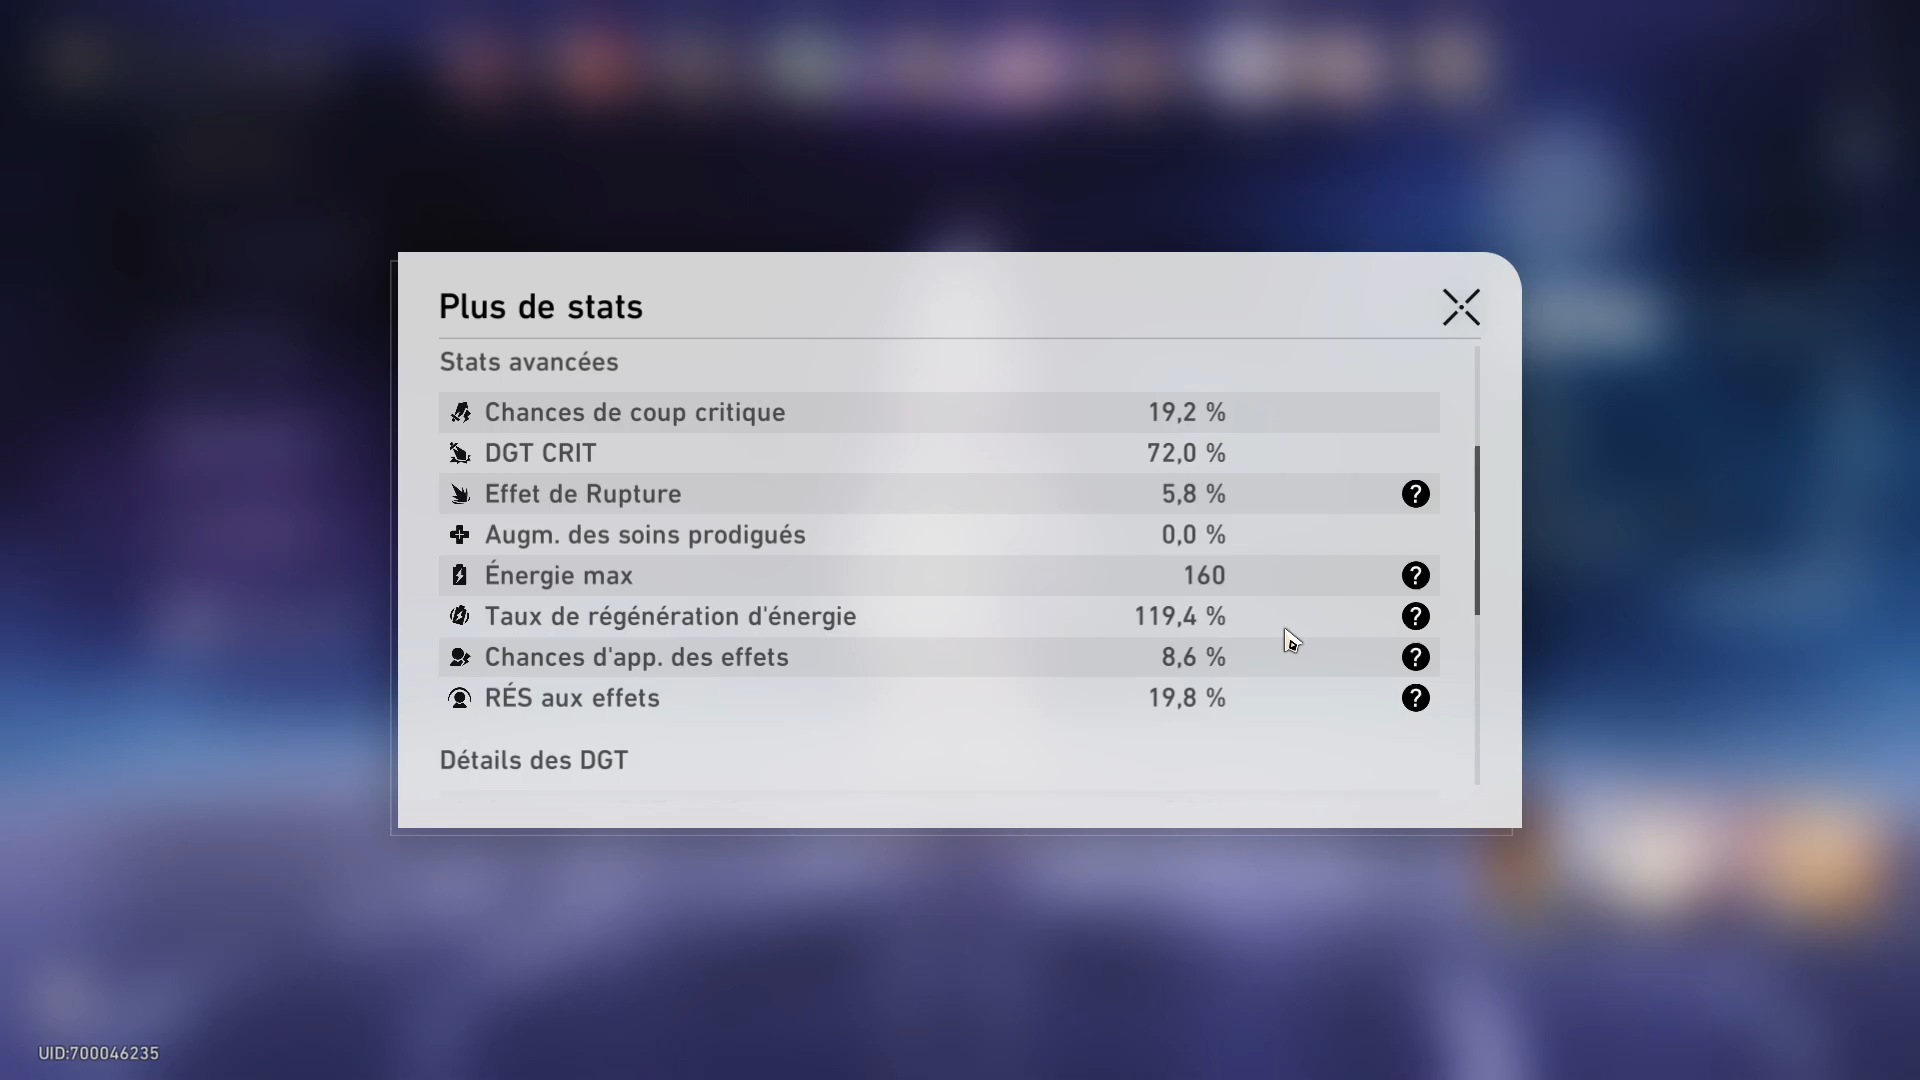 Plus de stats
Stats avancées
Chances de coup critique 19,2 %
DGT CRIT 72,0 %
Effet de Rupture 5,8 % ?
Augm. des soins prodigués 0,0 %
Énergie max 160 ?
Taux de régénération d'énergie 119,4 % ?
Chances d'app. des effets 8,6 % ?
RÉS aux effets 19,8 % ?
Détails des DGT
UID:700046235